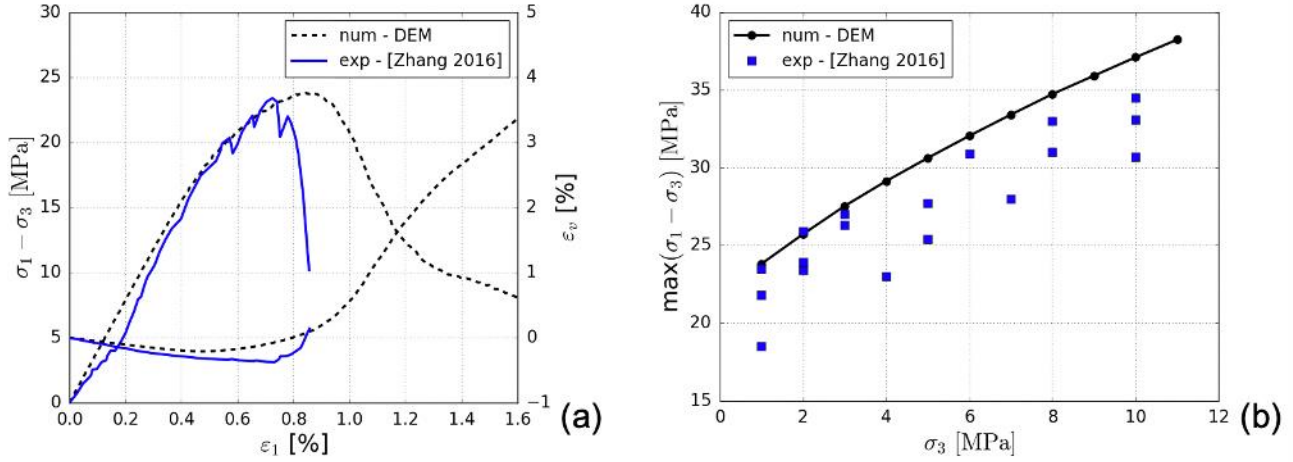 30
25
20
15
10
5
0
σ₁ − σ₃ [MPa]
num - DEM
exp - [Zhang 2016]
5
4
3
2
1
0
−1
εᵥ [%]
0.0 0.2 0.4 0.6 0.8 1.0 1.2 1.4 1.6
ε₁ [%]
(a)
40
35
30
25
20
15
max(σ₁ − σ₃) [MPa]
num - DEM
exp - [Zhang 2016]
0 2 4 6 8 10 12
σ₃ [MPa]
(b)